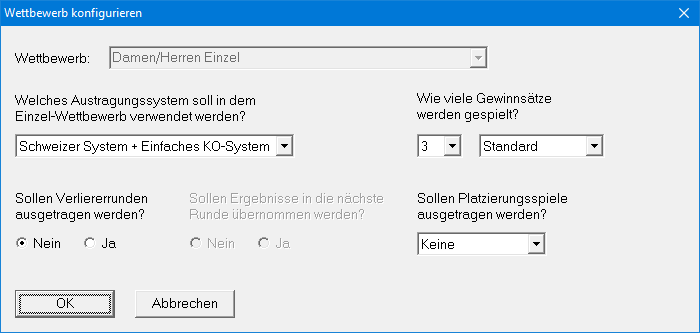 Wettbewerb konfigurieren
Wettbewerb: Damen/Herren Einzel
Welches Austragungssystem soll in dem
Einzel-Wettbewerb verwendet werden?
Schweizer System + Einfaches KO-System
Wie viele Gewinnsätze
werden gespielt?
3 Standard
Sollen Verliererrunden
ausgetragen werden?
Nein Ja
Sollen Ergebnisse in die nächste
Runde übernommen werden?
Nein Ja
Sollen Platzierungsspiele
ausgetragen werden?
Keine
OK Abbrechen